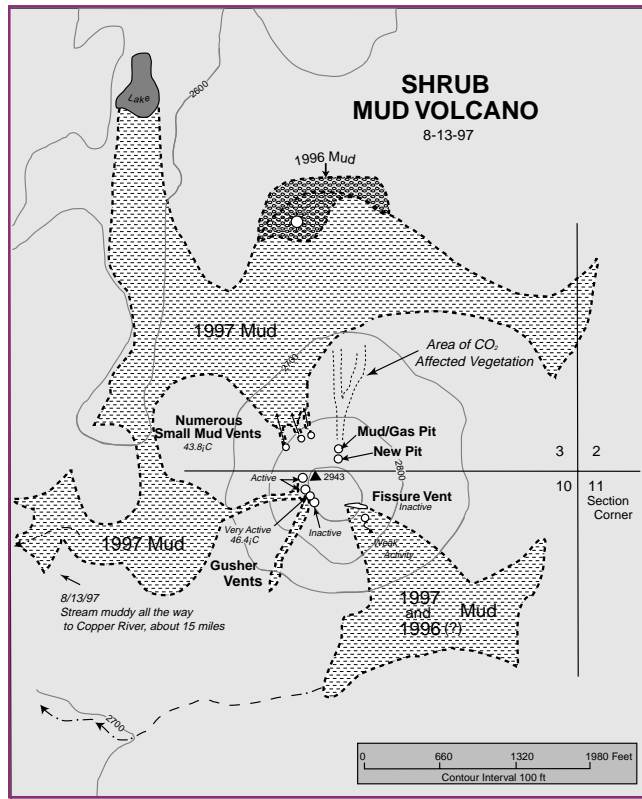 SHRUB
MUD VOLCANO
8-13-97
Lake
2600
1996 Mud
1997 Mud
2700
Area of CO₂
Affected Vegetation
Numerous
Small Mud Vents
43.8¡C
Mud/Gas Pit
New Pit
3 2
2800
10 11
Section
Corner
Active
2943
Fissure Vent
Inactive
Very Active
46.4¡C
Inactive
Weak
Activity
1997 Mud
Gusher
Vents
8/13/97
Stream muddy all the way
to Copper River, about 15 miles
1997
and Mud
1996 (?)
2700
0 660 1320 1980 Feet
Contour Interval 100 ft